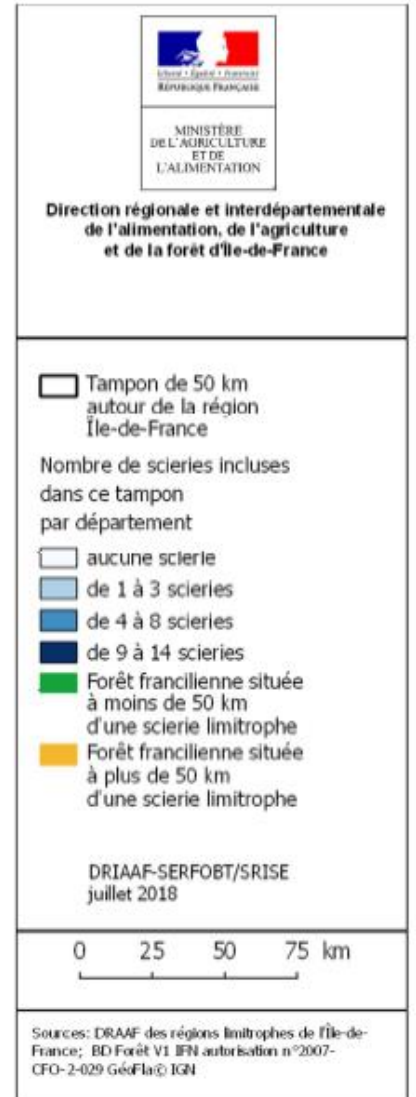 Liberté • Égalité • Fraternité
RÉPUBLIQUE FRANÇAISE
MINISTÈRE
DE L'AGRICULTURE
ET DE
L'ALIMENTATION
Direction régionale et interdépartementale
de l'alimentation, de l'agriculture
et de la forêt d'Île-de-France
Tampon de 50 km
autour de la région
Île-de-France
Nombre de scieries incluses
dans ce tampon
par département
aucune scierie
de 1 à 3 scieries
de 4 à 8 scieries
de 9 à 14 scieries
Forêt francilienne située
à moins de 50 km
d'une scierie limitrophe
Forêt francilienne située
à plus de 50 km
d'une scierie limitrophe
DRIAAF-SERFOBT/SRISE
juillet 2018
0 25 50 75 km
Sources: DRAAF des régions limitrophes de l'Île-de-
France; BD Forêt V1 IFN autorisation n°2007-
CFO-2-029 GéoFla© IGN